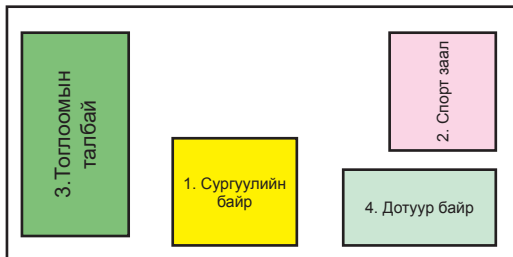 3.Тоглоомын
талбай
2. Спорт заал
1. Сургуулийн
байр
4. Дотуур байр